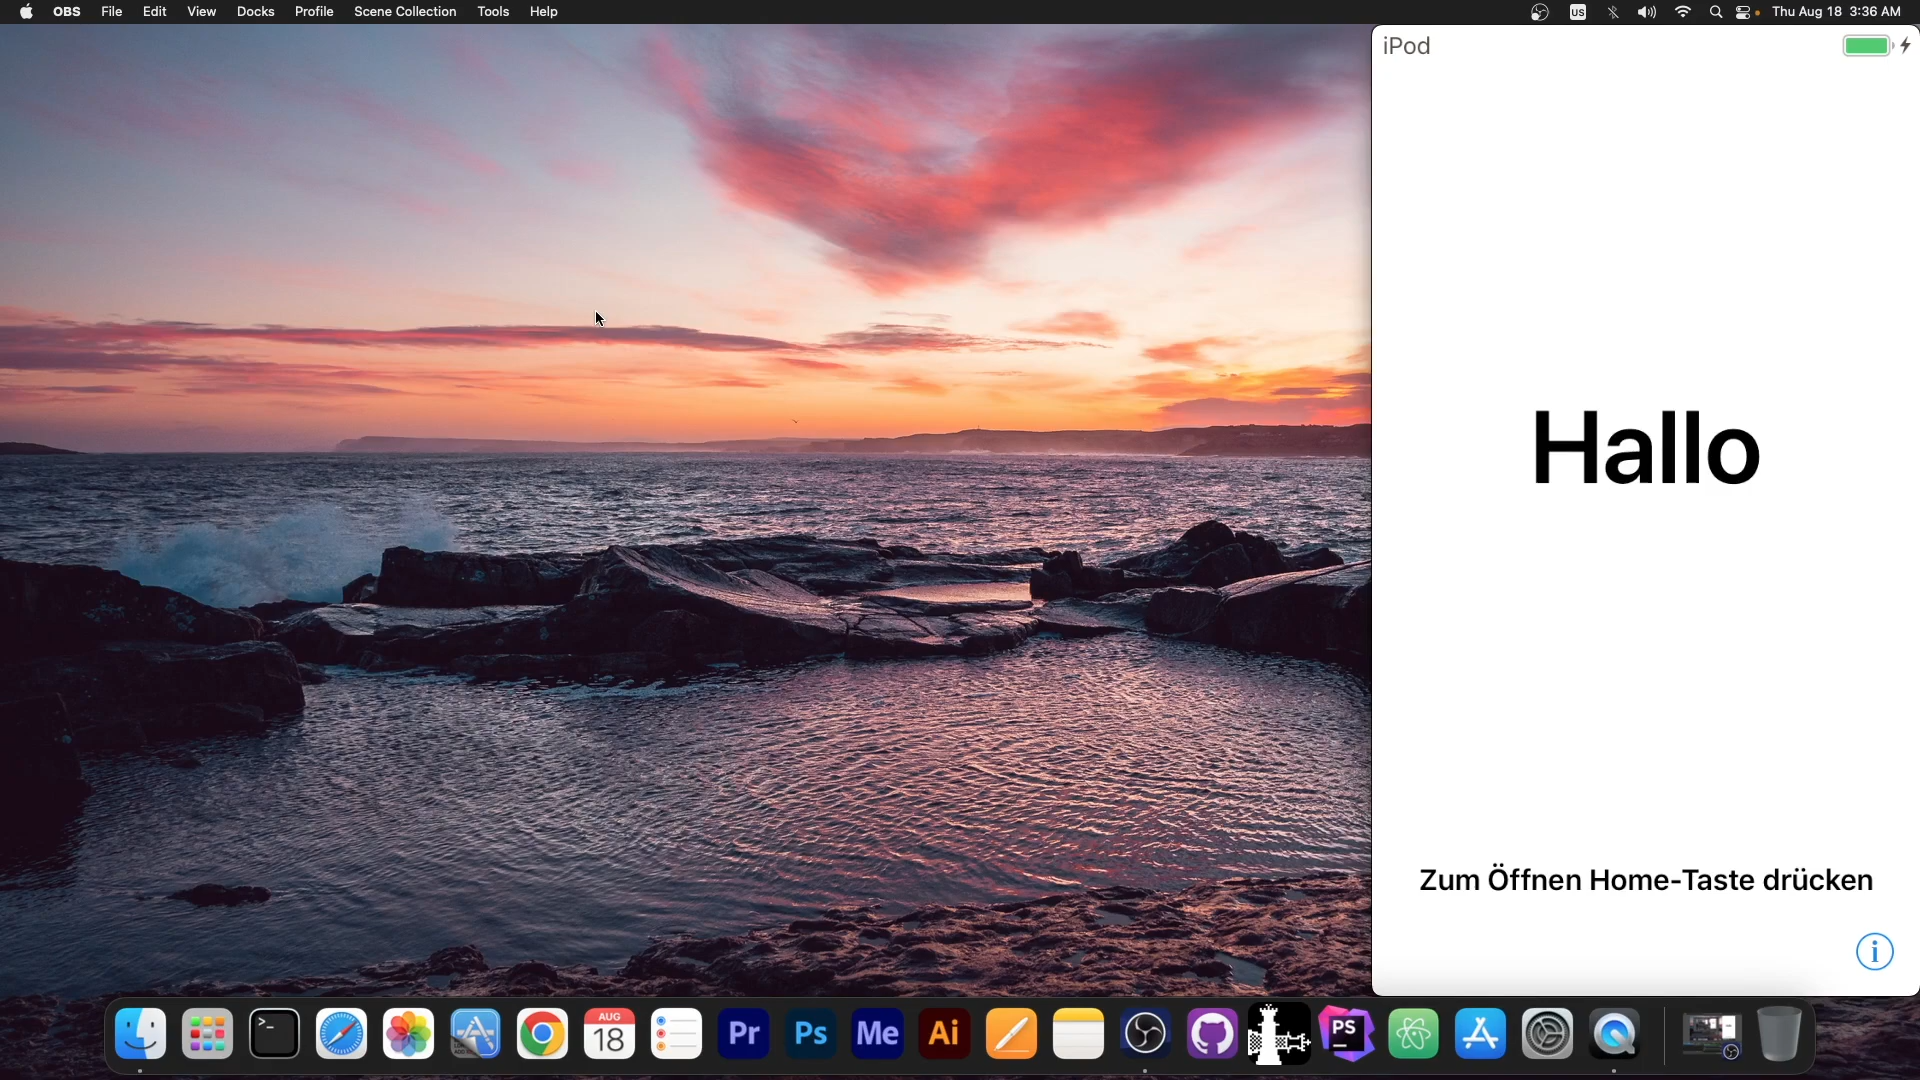 OBS File Edit View Docks Profile Scene Collection Tools Help US Thu Aug 18 3:36 AM
iPod
Hallo
Zum Öffnen Home-Taste drücken
i
>_
AUG
18
Pr
Ps
Me
Ai
PS